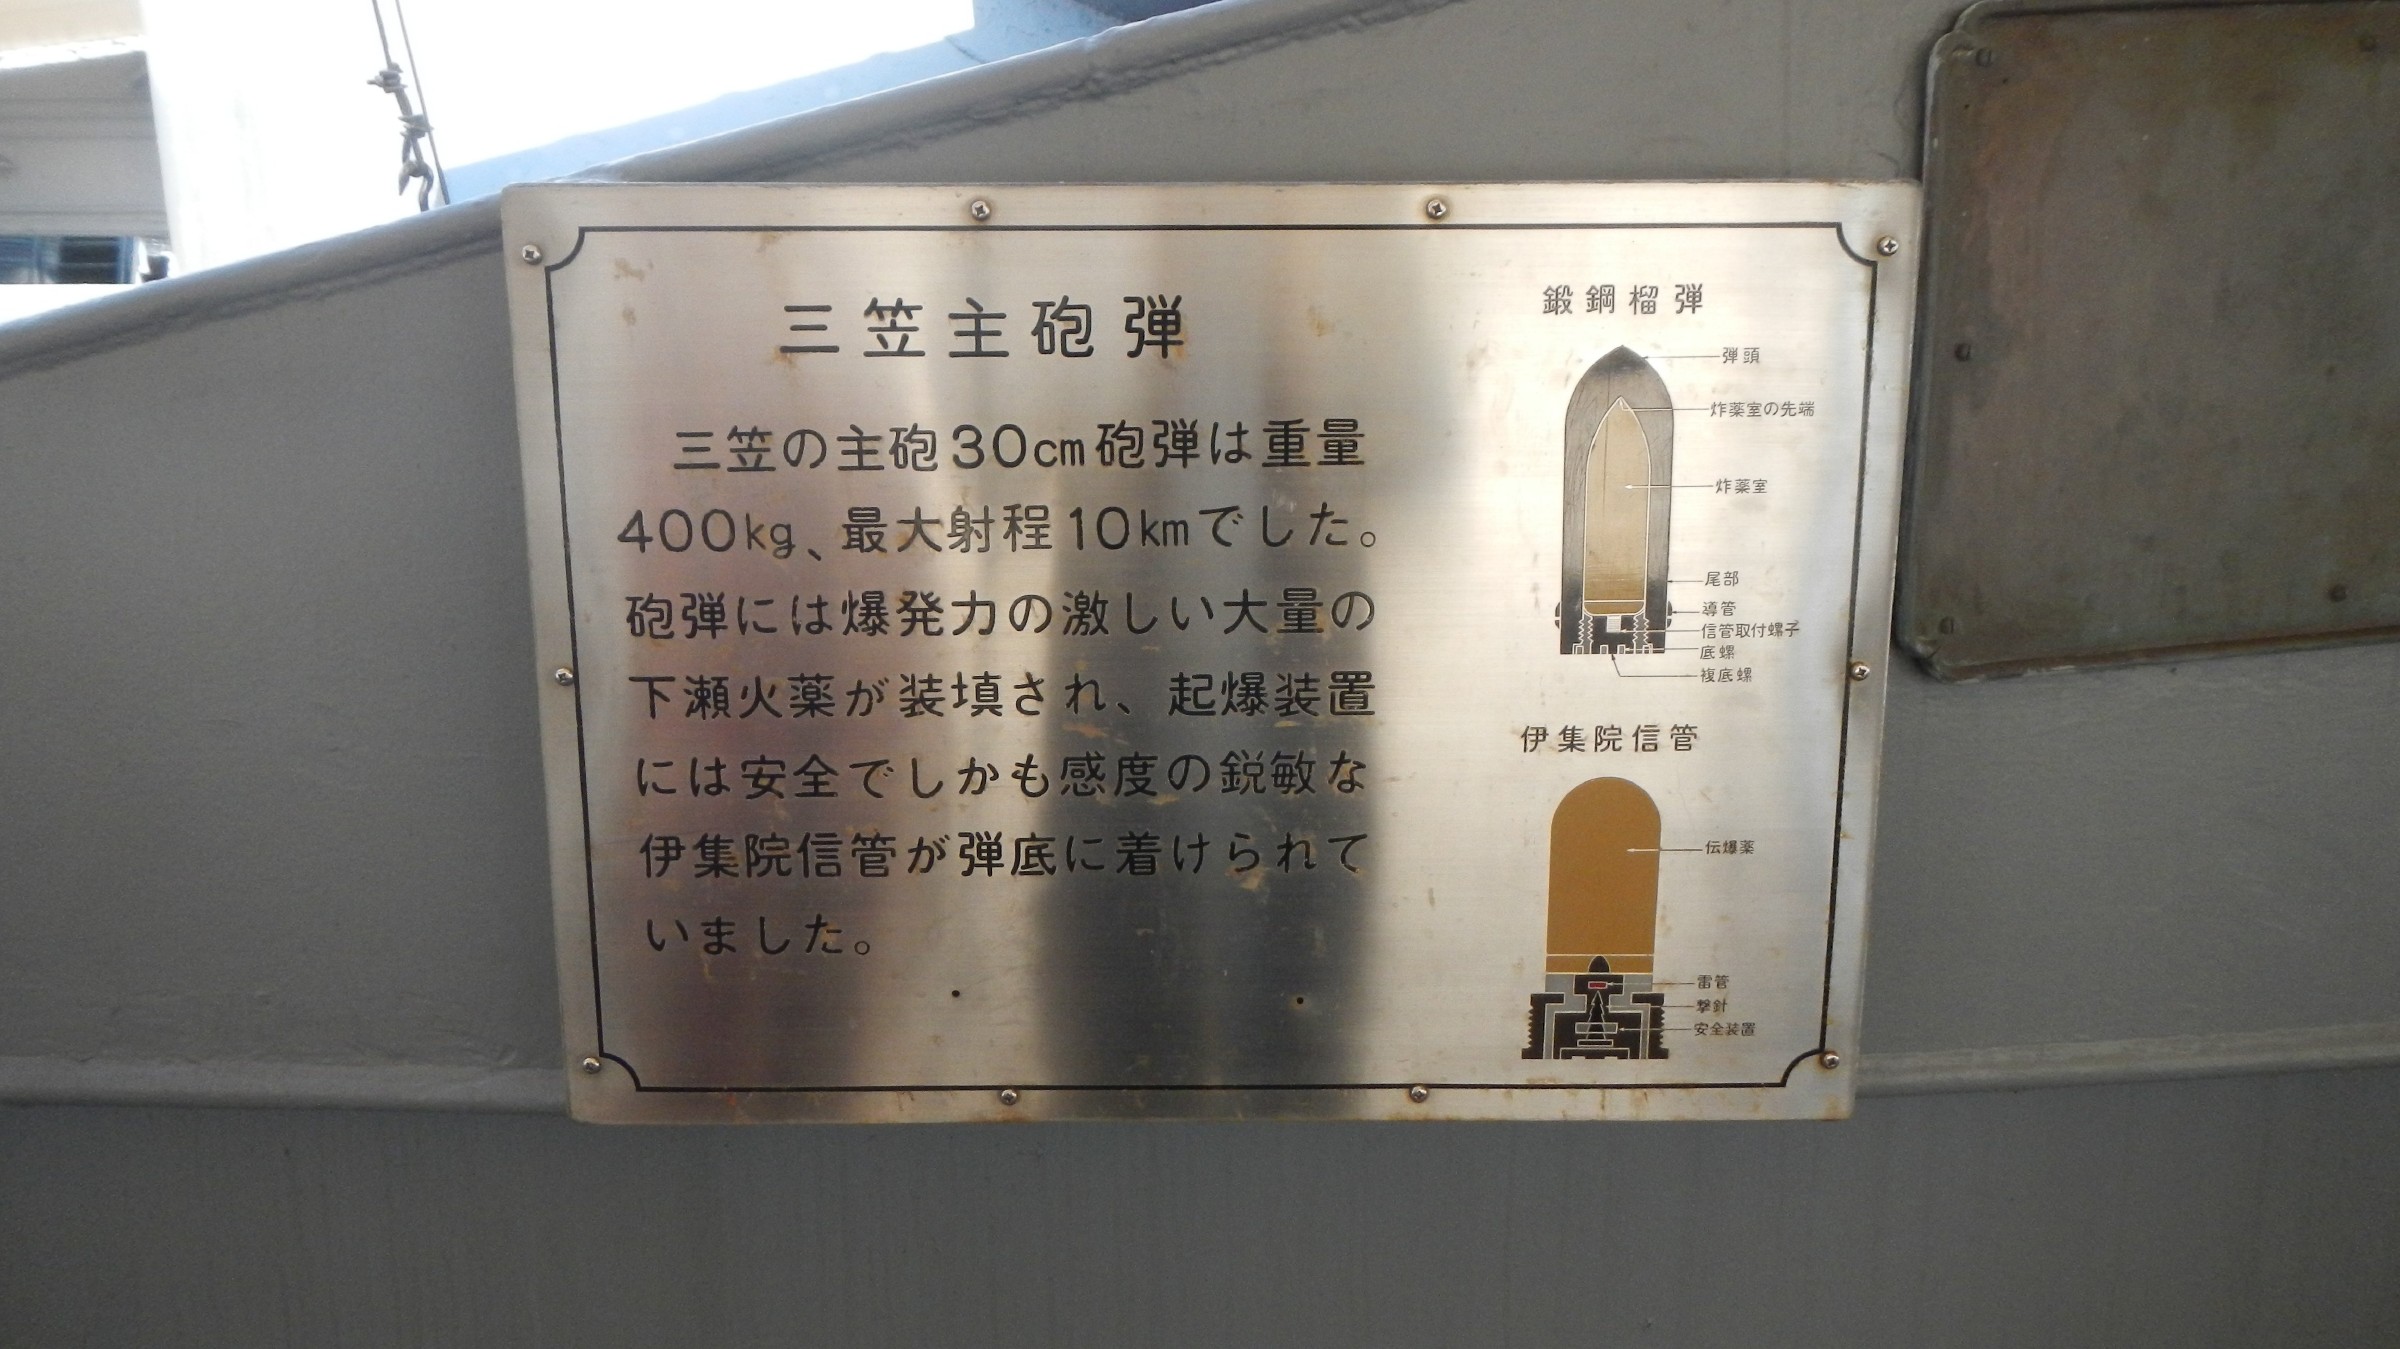 三笠主砲弾
三笠の主砲30cm砲弾は重量
400kg、最大射程10kmでした。
砲弾には爆発力の激しい大量の
下瀬火薬が装填され、起爆装置
には安全でしかも感度の鋭敏な
伊集院信管が弾底に着けられて
いました。
鍛鋼榴弾
弾頭
炸薬室の先端
炸薬室
尾部
導管
信管取付螺子
底螺
複底螺
伊集院信管
伝爆薬
雷管
撃針
安全装置